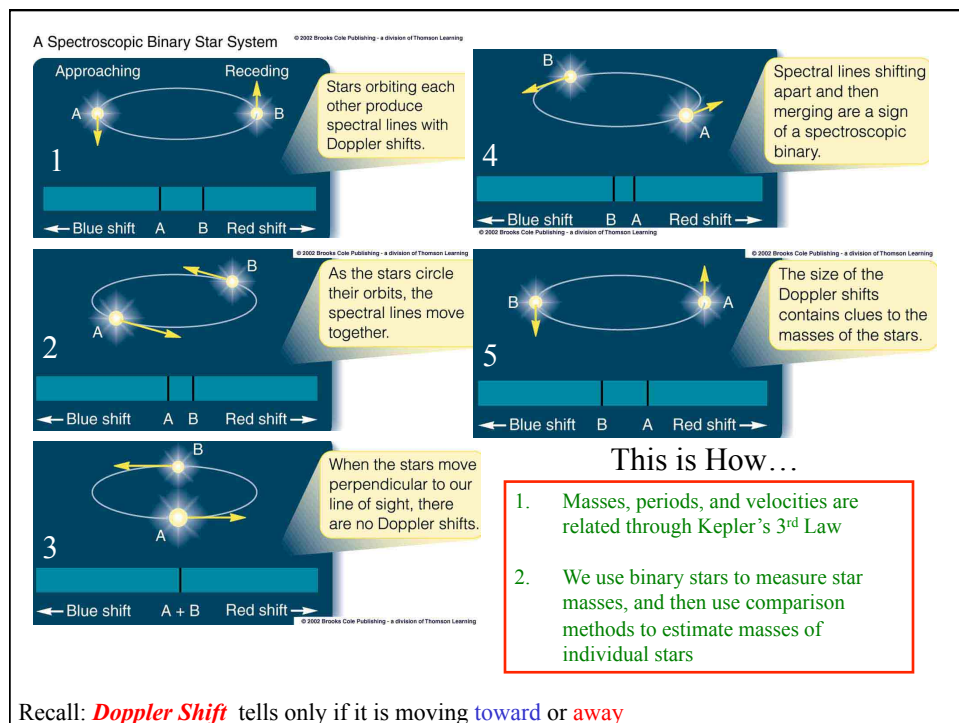 A Spectroscopic Binary Star System
© 2002 Brooks Cole Publishing - a division of Thomson Learning
Approaching
Receding
A
B
Stars orbiting each
other produce
spectral lines with
Doppler shifts.
1
Blue shift A B Red shift
© 2002 Brooks Cole Publishing - a division of Thomson Learning
B
A
As the stars circle
their orbits, the
spectral lines move
together.
2
Blue shift A B Red shift
B
A
When the stars move
perpendicular to our
line of sight, there
are no Doppler shifts.
3
Blue shift A + B Red shift
© 2002 Brooks Cole Publishing - a division of Thomson Learning
B
A
Spectral lines shifting
apart and then
merging are a sign
of a spectroscopic
binary.
4
Blue shift B A Red shift
© 2002 Brooks Cole Publishing - a division of Thomson Learning
© 2002 Brooks Cole Publishing - a division of Thomson Learning
B
A
The size of the
Doppler shifts
contains clues to the
masses of the stars.
5
Blue shift B A Red shift
This is How…
1. Masses, periods, and velocities are
related through Kepler's 3rd Law
2. We use binary stars to measure star
masses, and then use comparison
methods to estimate masses of
individual stars
Recall: Doppler Shift tells only if it is moving toward or away